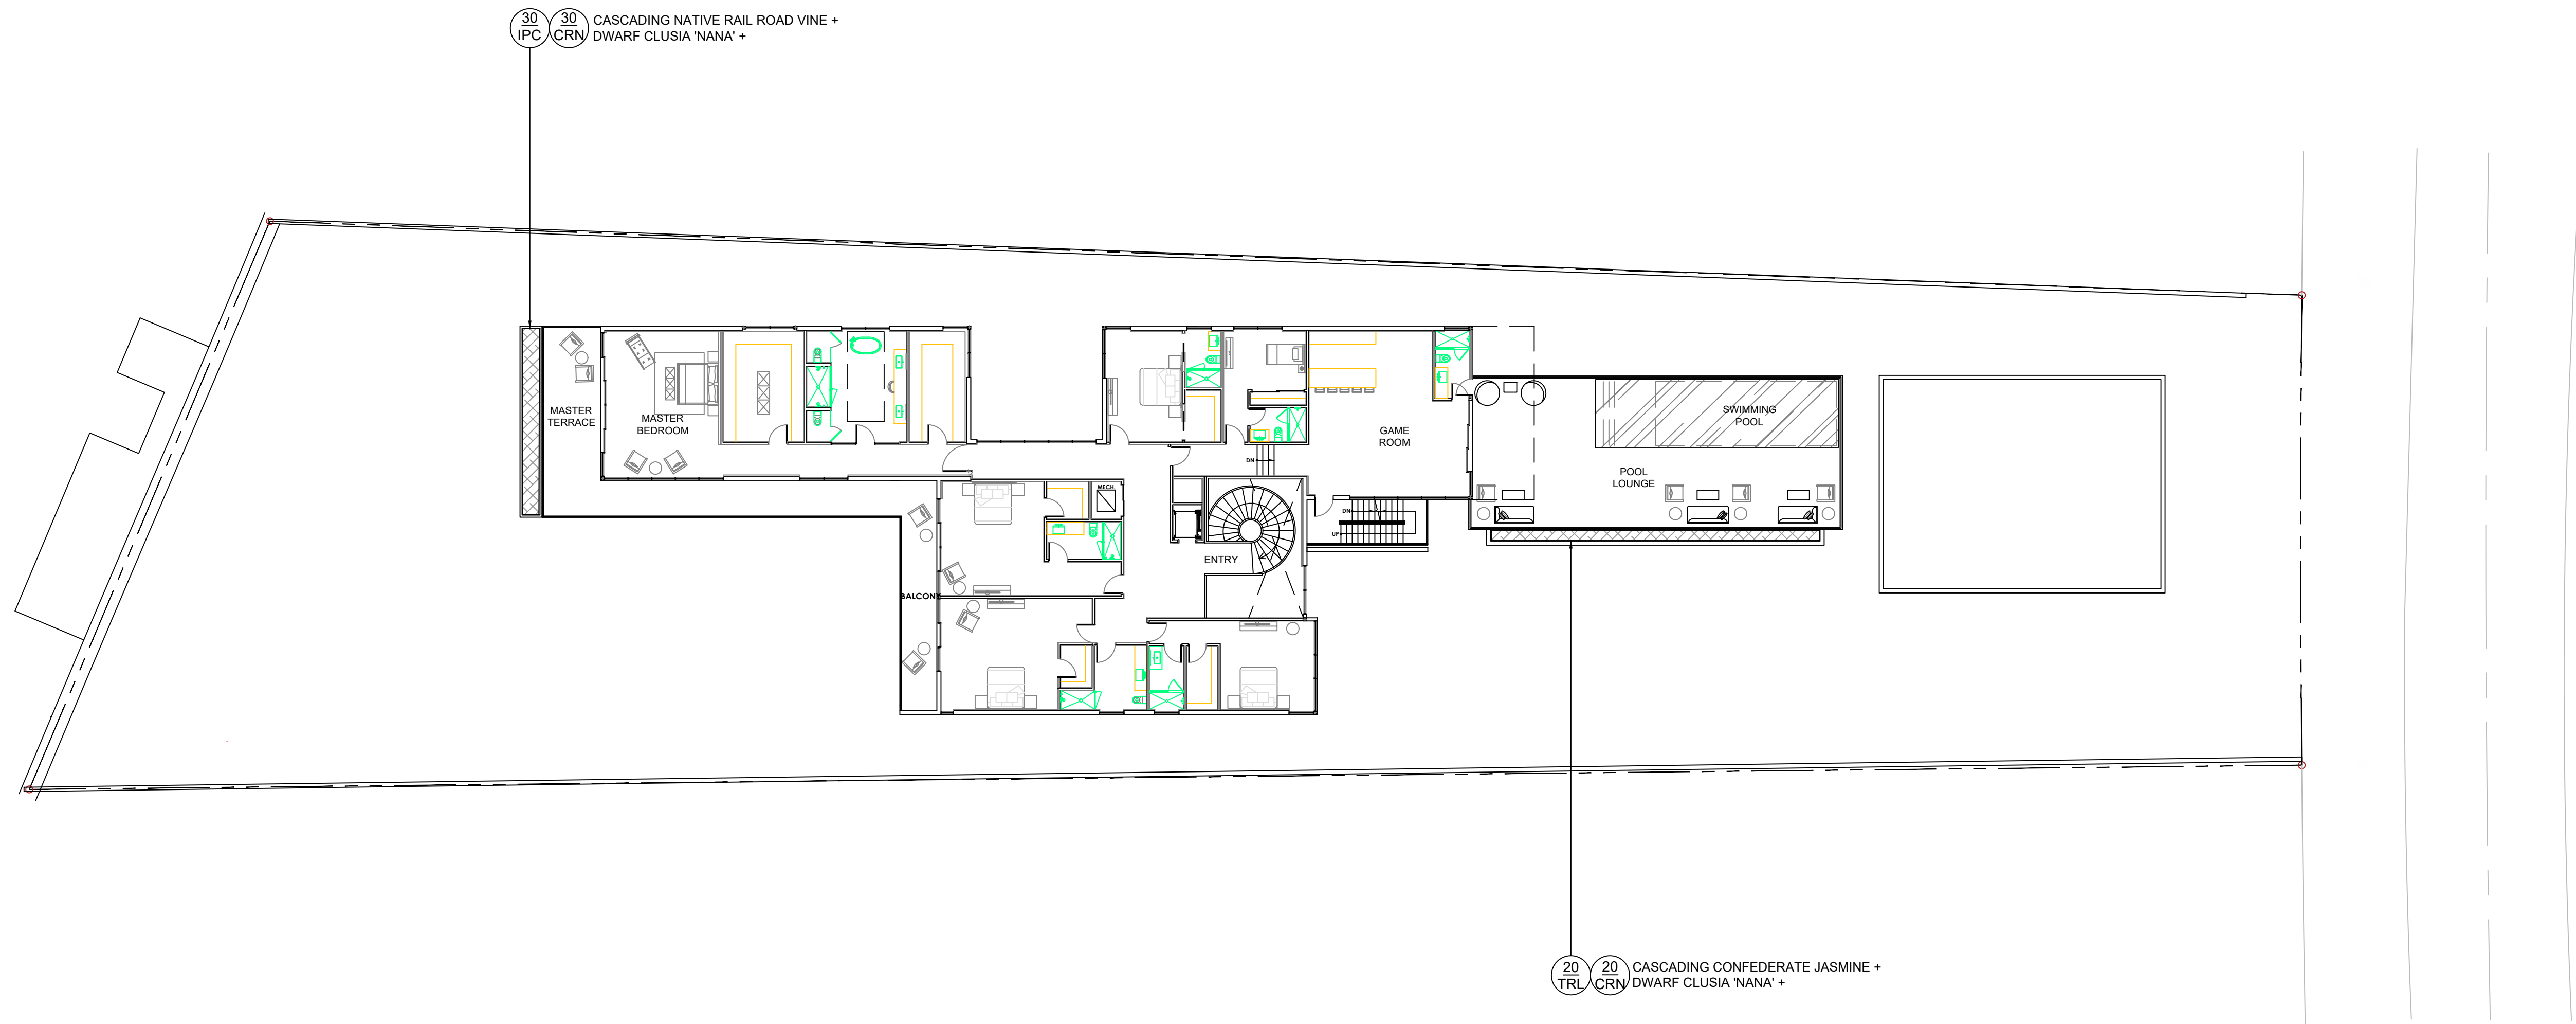 30 30 CASCADING NATIVE RAIL ROAD VINE +
IPC CRN DWARF CLUSIA 'NANA' +
MASTER
TERRACE
MASTER
BEDROOM
GAME
ROOM
SWIMMING
POOL
POOL
LOUNGE
DN
MECH.
DN
UP
ENTRY
BALCONY
20 20 CASCADING CONFEDERATE JASMINE +
TRL CRN DWARF CLUSIA 'NANA' +